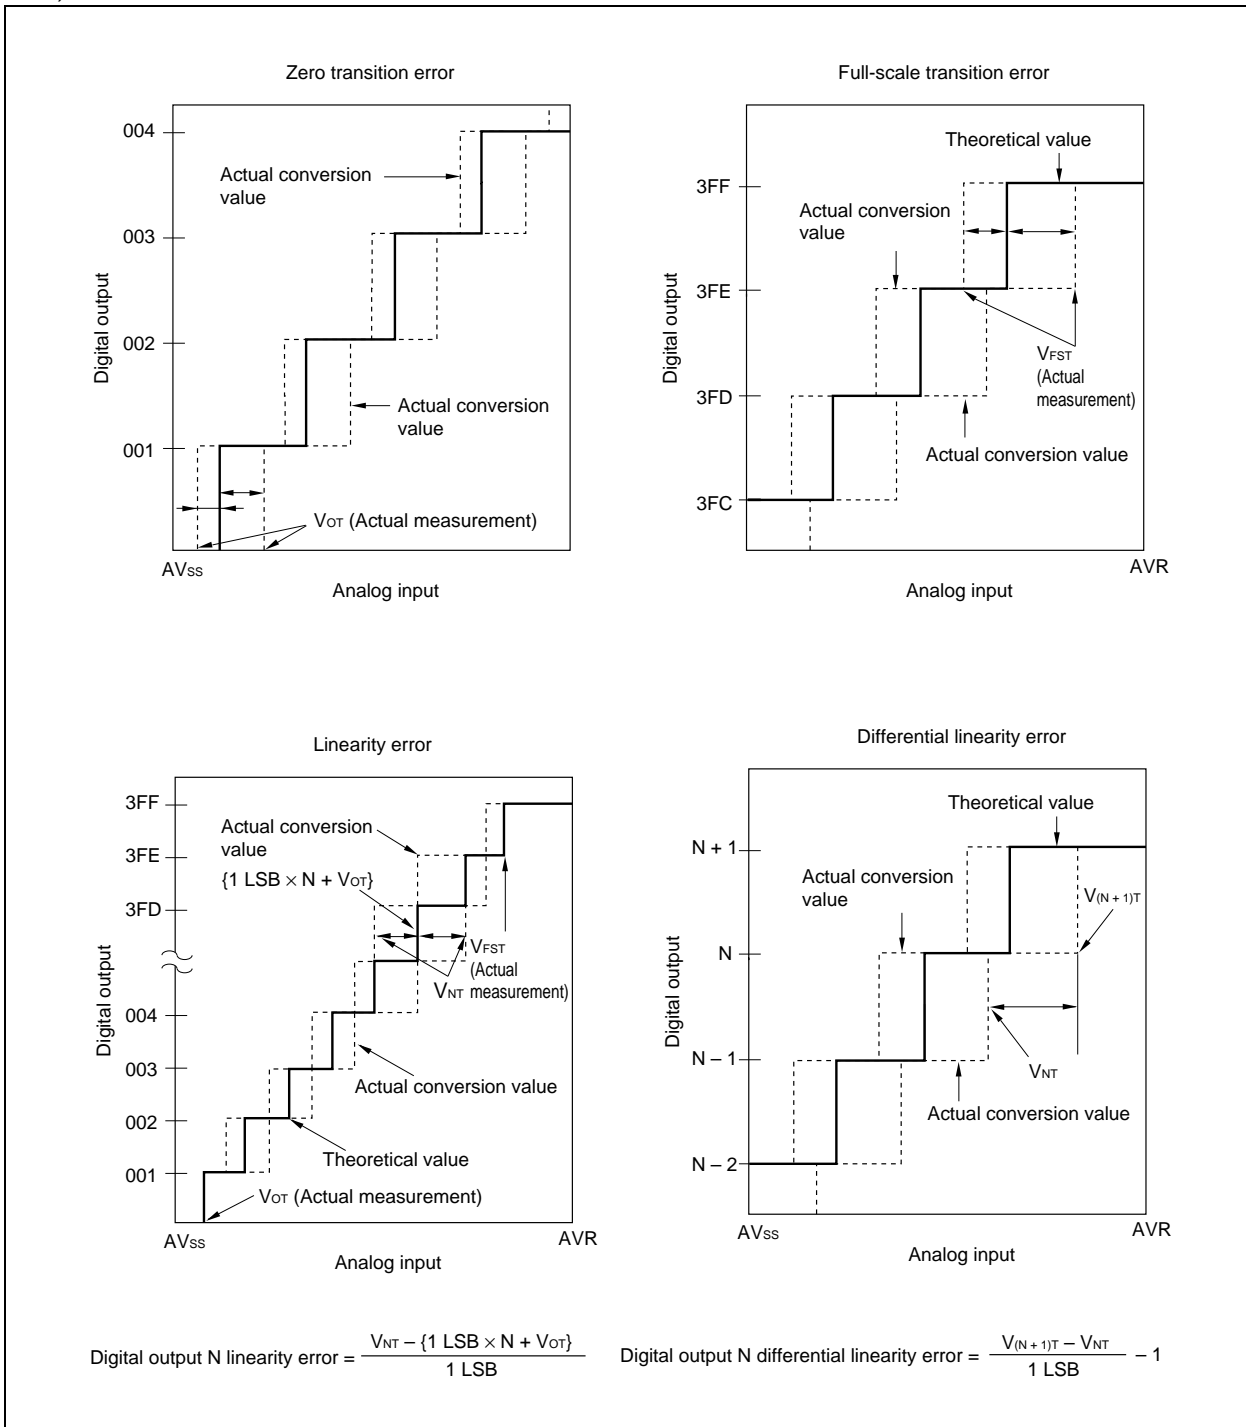 Zero transition error
004
003
002
001
Digital output
Actual conversion
value
Actual conversion
value
VOT (Actual measurement)
AVSS
Analog input
Full-scale transition error
3FF
3FE
3FD
3FC
Digital output
Theoretical value
Actual conversion
value
VFST
(Actual
measurement)
Actual conversion value
AVR
Analog input
Linearity error
3FF
3FE
3FD
004
003
002
001
Digital output
Actual conversion
value
{1 LSB × N + VOT}
VFST
(Actual
measurement)
VNT
Actual conversion value
Theoretical value
VOT (Actual measurement)
AVSS
AVR
Analog input
Differential linearity error
N + 1
N
N – 1
N – 2
Digital output
Theoretical value
Actual conversion
value
V(N + 1)T
VNT
Actual conversion value
AVSS
AVR
Analog input
Digital output N linearity error = VNT – {1 LSB × N + VOT}
1 LSB
Digital output N differential linearity error = V(N + 1)T – VNT
1 LSB
– 1